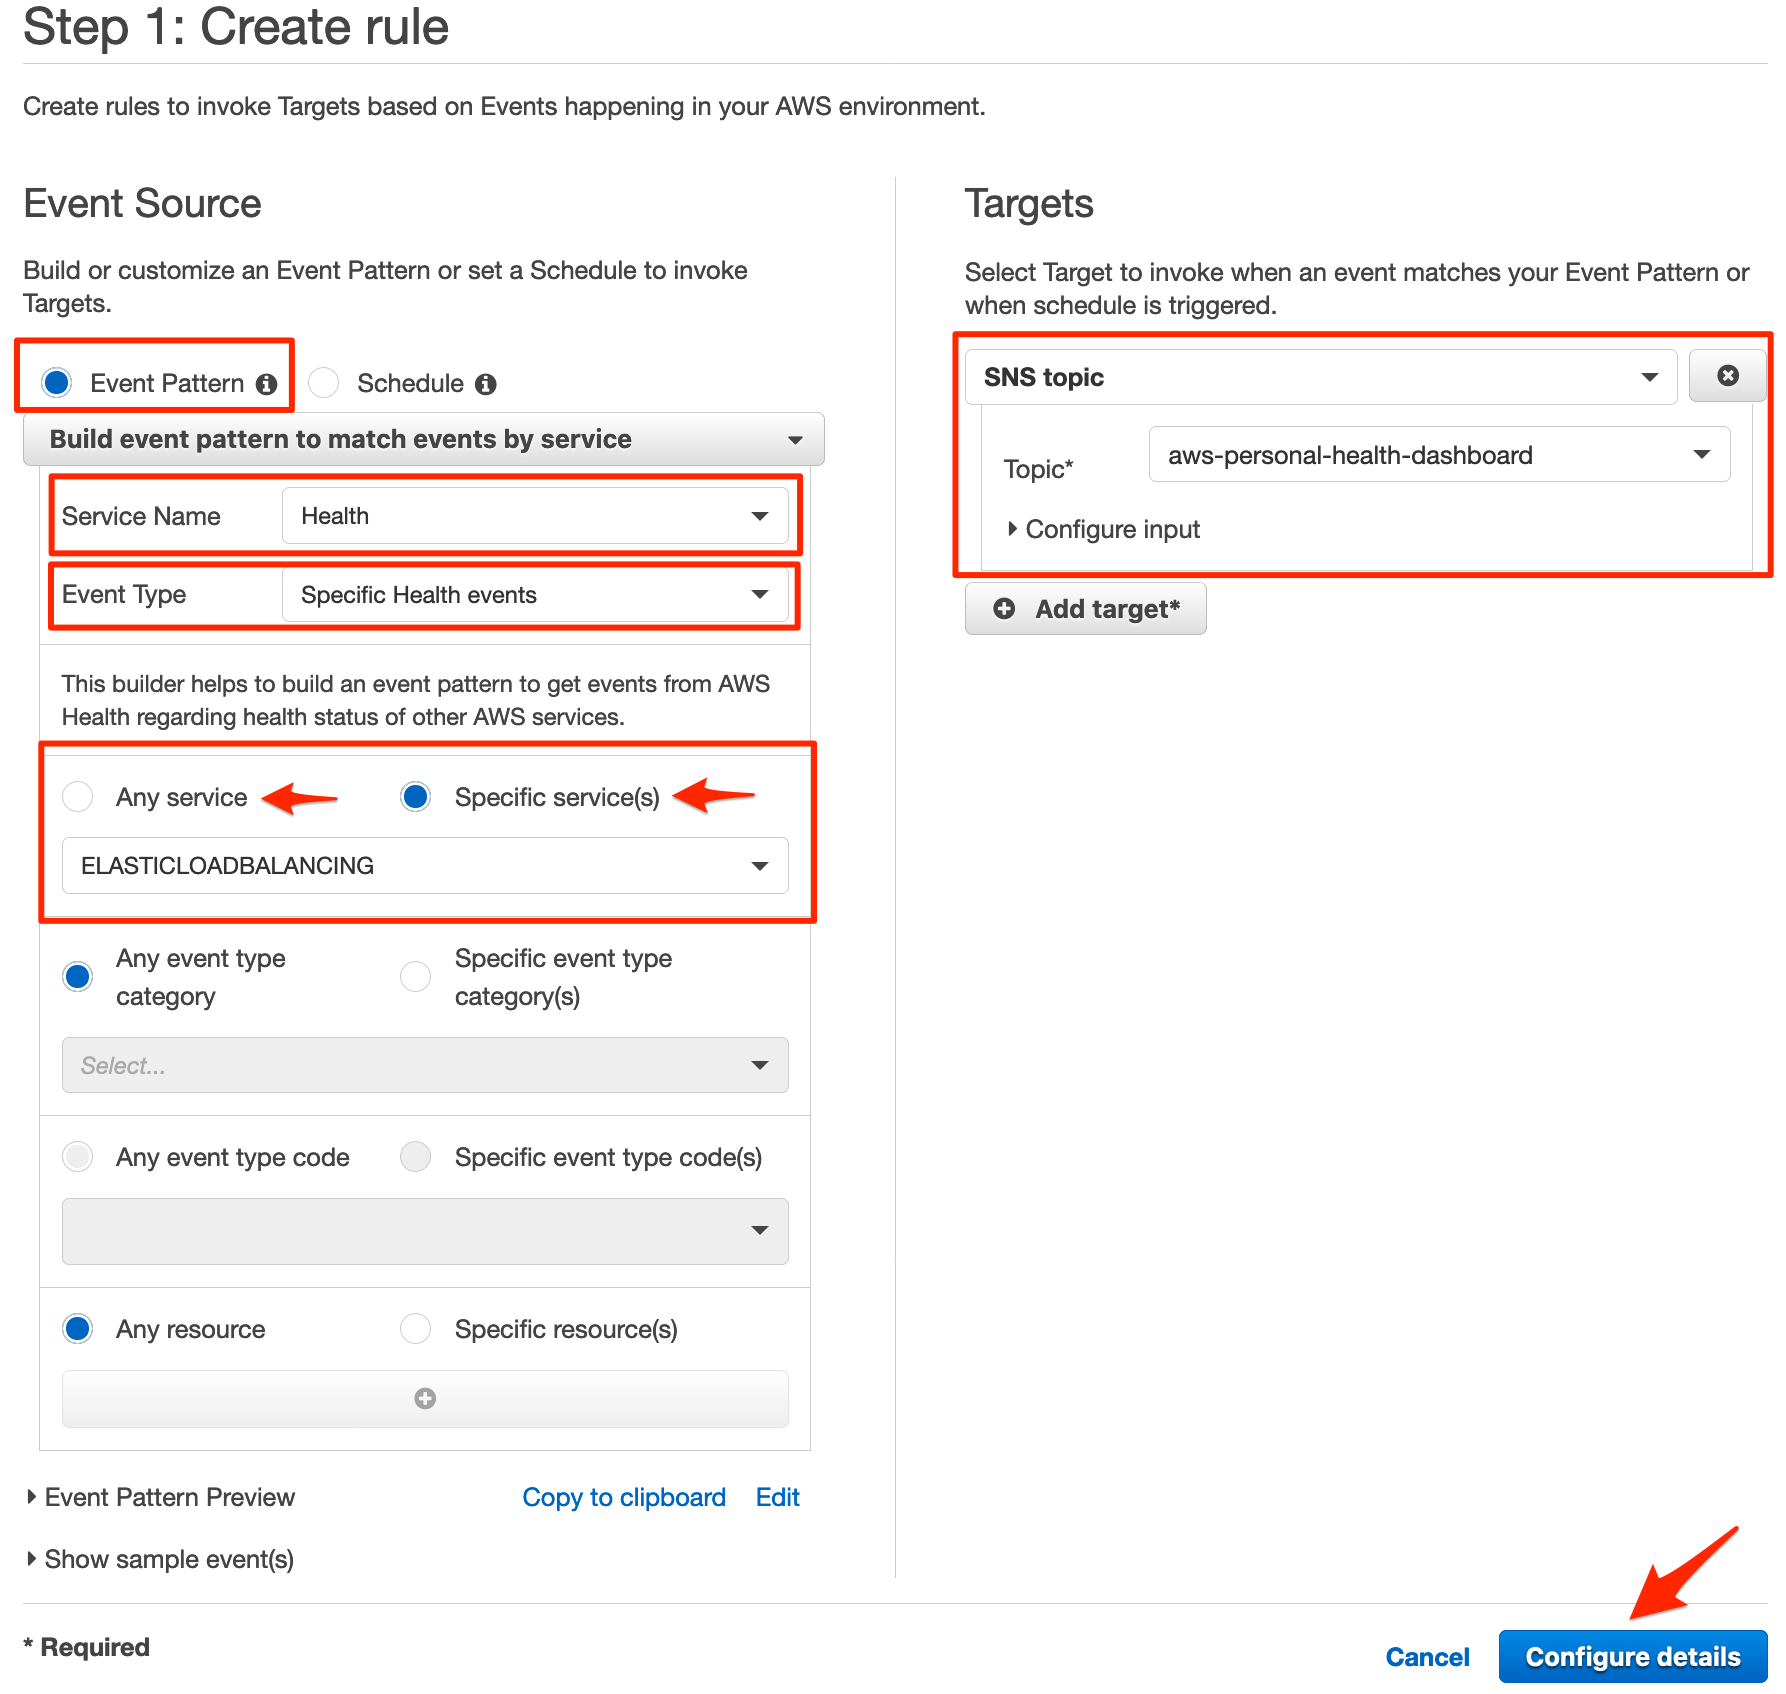 Step 1: Create rule
Create rules to invoke Targets based on Events happening in your AWS environment.
Event Source
Build or customize an Event Pattern or set a Schedule to invoke
Targets.
Event Pattern
Schedule
Build event pattern to match events by service
Service Name
Health
Event Type
Specific Health events
This builder helps to build an event pattern to get events from AWS
Health regarding health status of other AWS services.
Any service
Specific service(s)
ELASTICLOADBALANCING
Any event type
category
Specific event type
category(s)
Select...
Any event type code
Specific event type code(s)
Any resource
Specific resource(s)
Event Pattern Preview
Copy to clipboard
Edit
Show sample event(s)
Targets
Select Target to invoke when an event matches your Event Pattern or
when schedule is triggered.
SNS topic
Topic*
aws-personal-health-dashboard
Configure input
Add target*
* Required
Cancel
Configure details